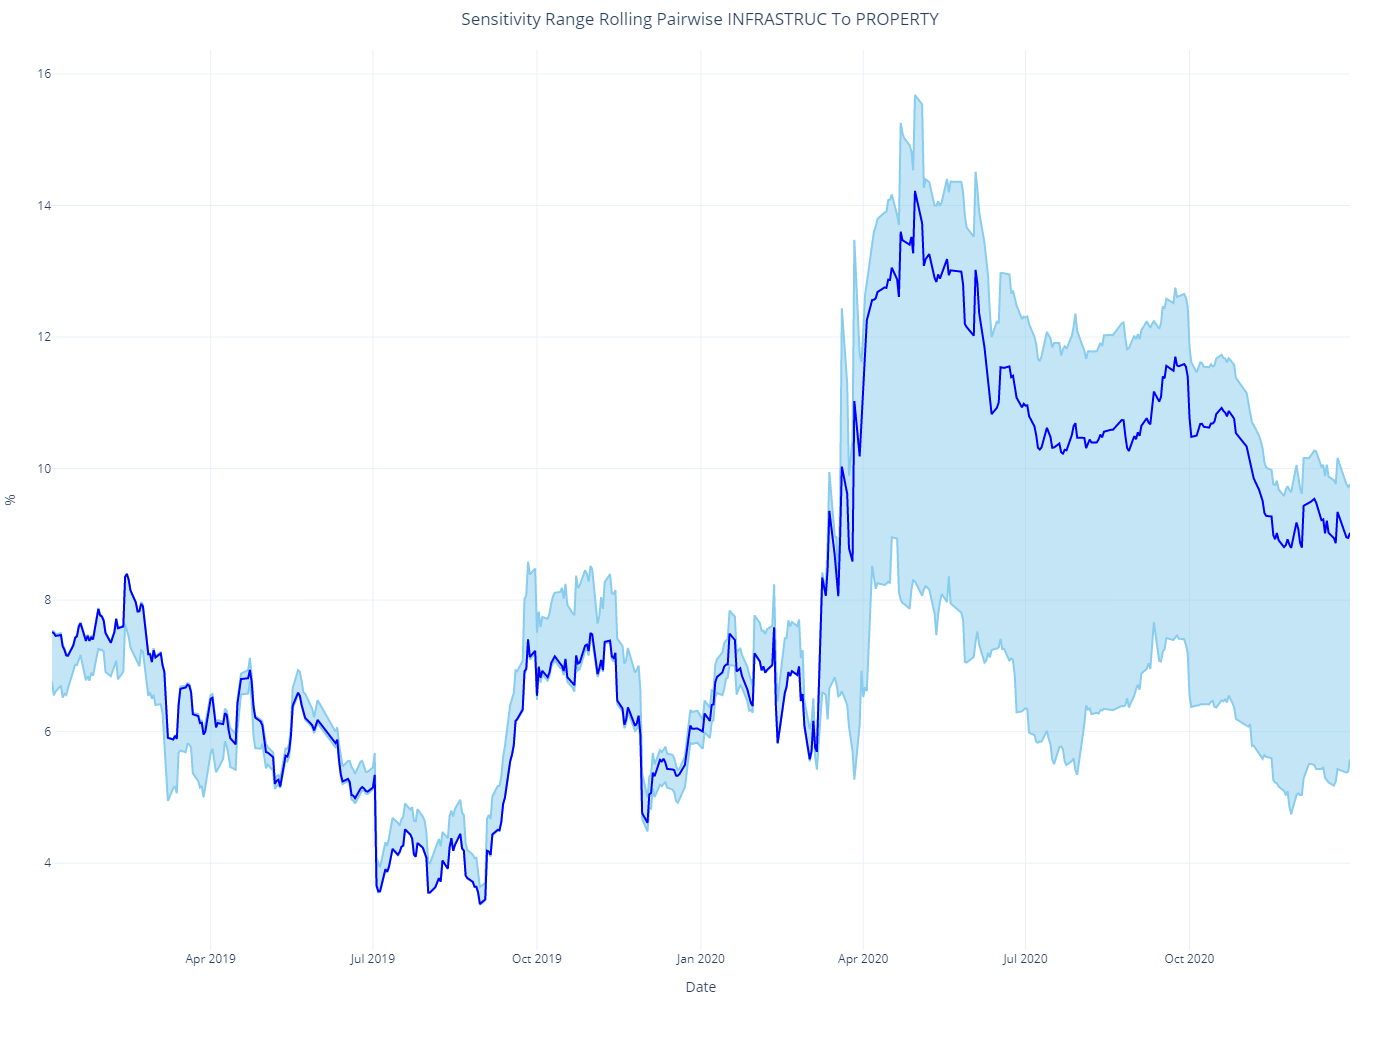 Sensitivity Range Rolling Pairwise INFRASTRUC To PROPERTY
16
14
12
10
8
6
4
%
Apr 2019
Jul 2019
Oct 2019
Jan 2020
Apr 2020
Jul 2020
Oct 2020
Date